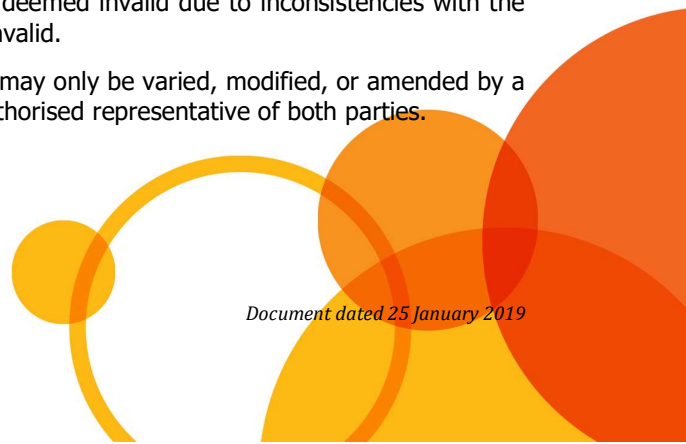 deemed invalid due to inconsistencies with the
nvalid.
may only be varied, modified, or amended by a
thorised representative of both parties.
Document dated 25 January 2019